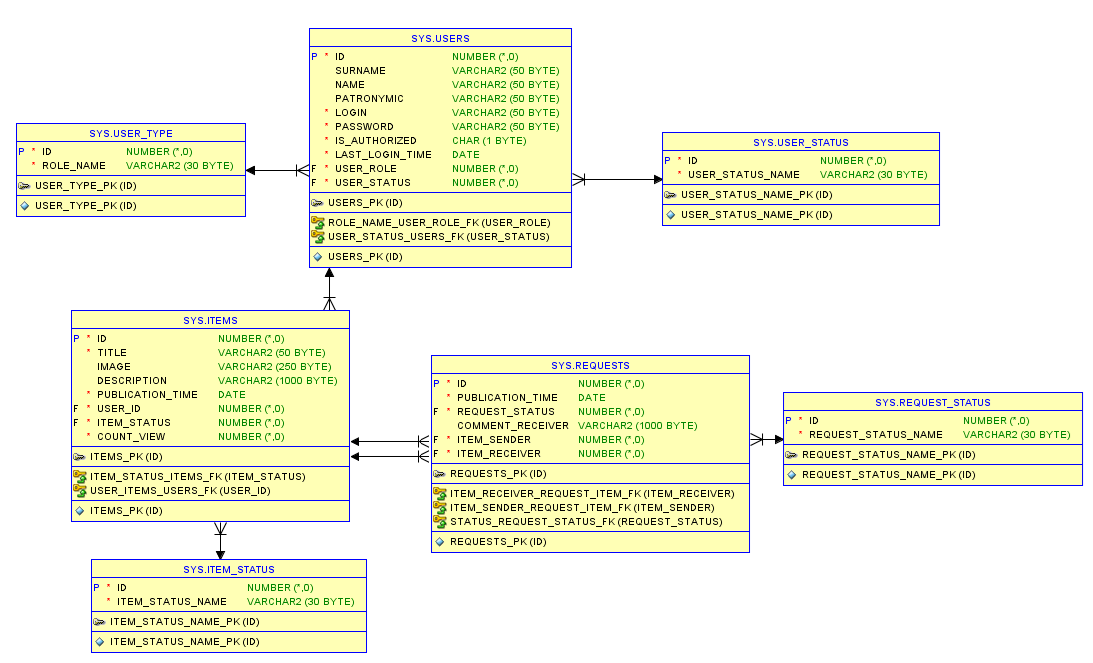 SYS.USERS
P * ID NUMBER (*,0)
SURNAME VARCHAR2 (50 BYTE)
NAME VARCHAR2 (50 BYTE)
PATRONYMIC VARCHAR2 (50 BYTE)
* LOGIN VARCHAR2 (50 BYTE)
* PASSWORD VARCHAR2 (50 BYTE)
* IS_AUTHORIZED CHAR (1 BYTE)
* LAST_LOGIN_TIME DATE
F * USER_ROLE NUMBER (*,0)
F * USER_STATUS NUMBER (*,0)
USERS_PK (ID)
ROLE_NAME_USER_ROLE_FK (USER_ROLE)
USER_STATUS_USERS_FK (USER_STATUS)
USERS_PK (ID)
SYS.USER_TYPE
P * ID NUMBER (*,0)
* ROLE_NAME VARCHAR2 (30 BYTE)
USER_TYPE_PK (ID)
USER_TYPE_PK (ID)
SYS.USER_STATUS
P * ID NUMBER (*,0)
* USER_STATUS_NAME VARCHAR2 (30 BYTE)
USER_STATUS_NAME_PK (ID)
USER_STATUS_NAME_PK (ID)
SYS.ITEMS
P * ID NUMBER (*,0)
* TITLE VARCHAR2 (50 BYTE)
IMAGE VARCHAR2 (250 BYTE)
DESCRIPTION VARCHAR2 (1000 BYTE)
* PUBLICATION_TIME DATE
F * USER_ID NUMBER (*,0)
F * ITEM_STATUS NUMBER (*,0)
* COUNT_VIEW NUMBER (*,0)
ITEMS_PK (ID)
ITEM_STATUS_ITEMS_FK (ITEM_STATUS)
USER_ITEMS_USERS_FK (USER_ID)
ITEMS_PK (ID)
SYS.REQUESTS
P * ID NUMBER (*,0)
* PUBLICATION_TIME DATE
F * REQUEST_STATUS NUMBER (*,0)
COMMENT_RECEIVER VARCHAR2 (1000 BYTE)
F * ITEM_SENDER NUMBER (*,0)
F * ITEM_RECEIVER NUMBER (*,0)
REQUESTS_PK (ID)
ITEM_RECEIVER_REQUEST_ITEM_FK (ITEM_RECEIVER)
ITEM_SENDER_REQUEST_ITEM_FK (ITEM_SENDER)
STATUS_REQUEST_STATUS_FK (REQUEST_STATUS)
REQUESTS_PK (ID)
SYS.REQUEST_STATUS
P * ID NUMBER (*,0)
* REQUEST_STATUS_NAME VARCHAR2 (30 BYTE)
REQUEST_STATUS_NAME_PK (ID)
REQUEST_STATUS_NAME_PK (ID)
SYS.ITEM_STATUS
P * ID NUMBER (*,0)
* ITEM_STATUS_NAME VARCHAR2 (30 BYTE)
ITEM_STATUS_NAME_PK (ID)
ITEM_STATUS_NAME_PK (ID)